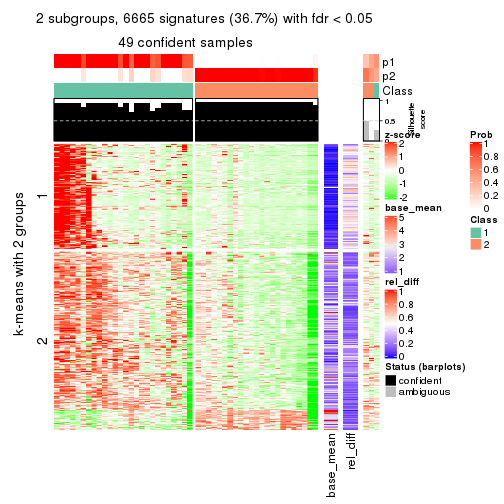 2 subgroups, 6665 signatures (36.7%) with fdr < 0.05
49 confident samples
p1
p2
Class
1
0.5
0
Silhouette
score
k-means with 2 groups
1
2
base_mean
rel_diff
z-score
2
1
0
-1
-2
base_mean
5
4
3
2
1
rel_diff
1
0.8
0.6
0.4
0.2
0
Status (barplots)
confident
ambiguous
Prob
1
0.8
0.6
0.4
0.2
0
Class
1
2